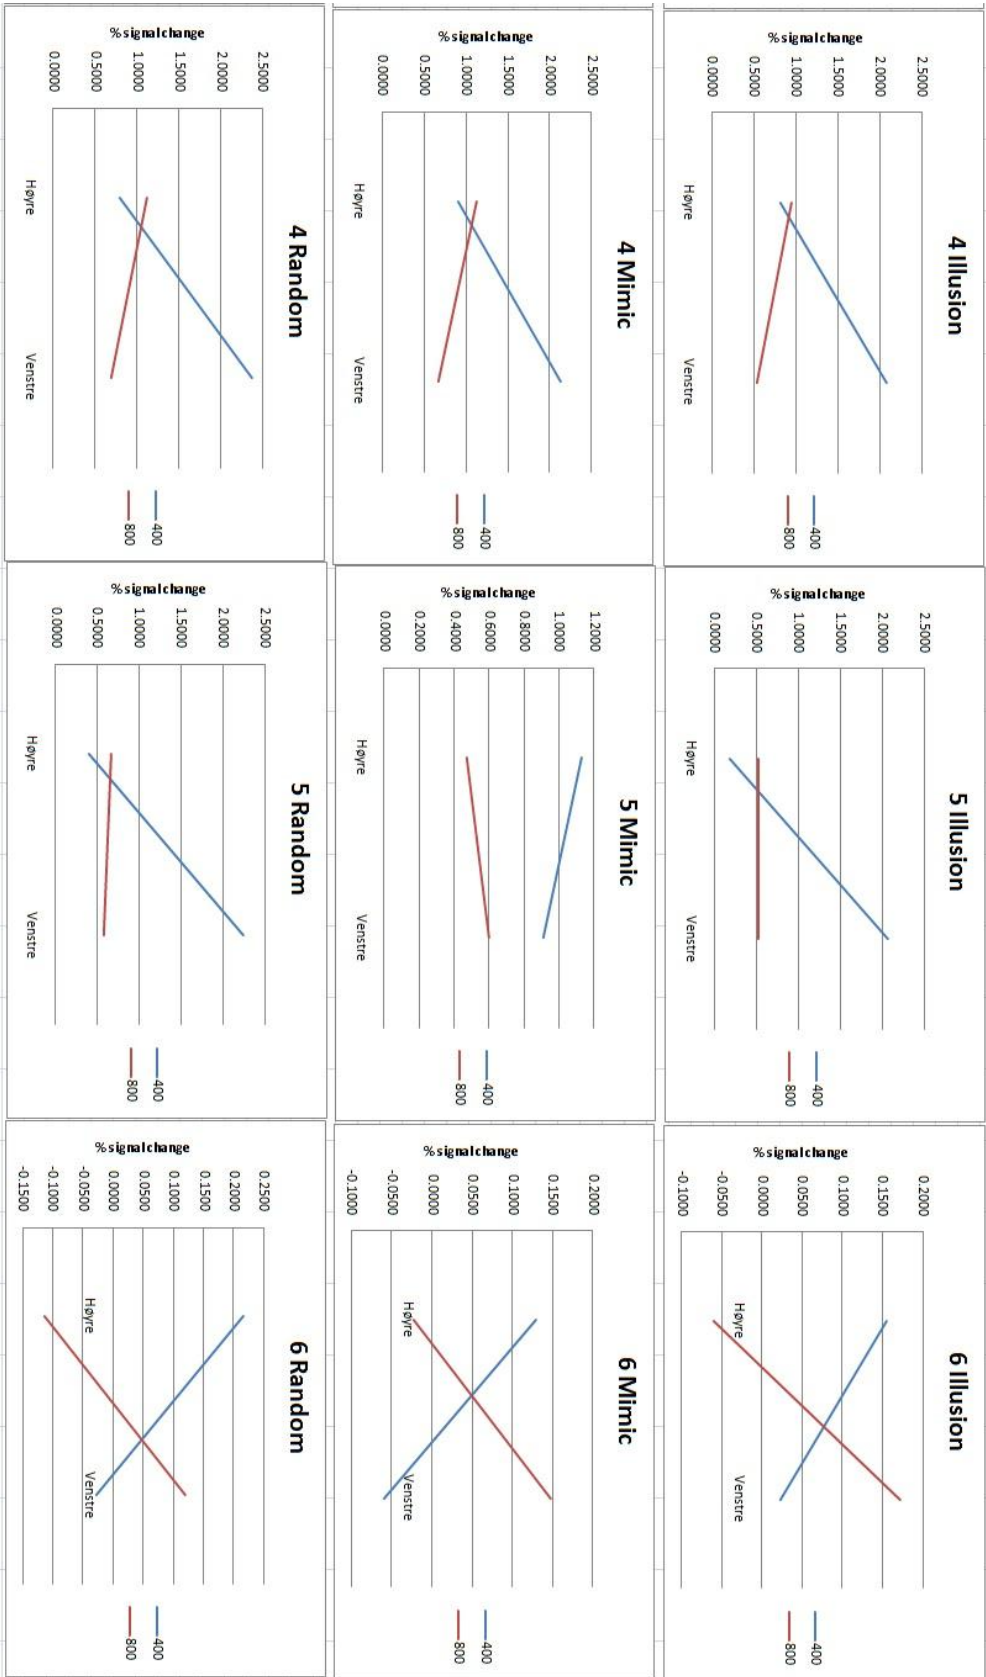 4 Illusion
% signal change
2.5000
2.0000
1.5000
1.0000
0.5000
0.0000
Høyre
Venstre
400
800
5 Illusion
% signal change
2.5000
2.0000
1.5000
1.0000
0.5000
0.0000
Høyre
Venstre
400
800
6 Illusion
% signal change
0.2000
0.1500
0.1000
0.0500
0.0000
-0.0500
-0.1000
Høyre
Venstre
400
800
4 Mimic
% signal change
2.5000
2.0000
1.5000
1.0000
0.5000
0.0000
Høyre
Venstre
400
800
5 Mimic
% signal change
1.2000
1.0000
0.8000
0.6000
0.4000
0.2000
0.0000
Høyre
Venstre
400
800
6 Mimic
% signal change
0.2000
0.1500
0.1000
0.0500
0.0000
-0.0500
-0.1000
Høyre
Venstre
400
800
4 Random
% signal change
2.5000
2.0000
1.5000
1.0000
0.5000
0.0000
Høyre
Venstre
400
800
5 Random
% signal change
2.5000
2.0000
1.5000
1.0000
0.5000
0.0000
Høyre
Venstre
400
800
6 Random
% signal change
0.2500
0.2000
0.1500
0.1000
0.0500
0.0000
-0.0500
-0.1000
-0.1500
Høyre
Venstre
400
800